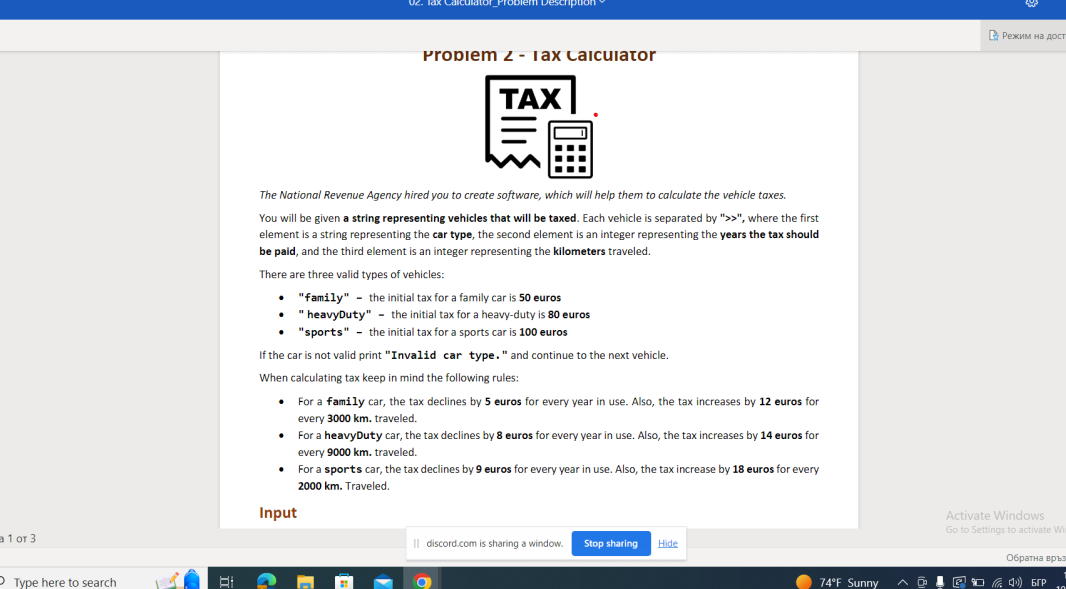 02. Tax Calculator_Problem Description
Режим на дост
Problem 2 - Tax Calculator
TAX
The National Revenue Agency hired you to create software, which will help them to calculate the vehicle taxes.
You will be given a string representing vehicles that will be taxed. Each vehicle is separated by ">>", where the first
element is a string representing the car type, the second element is an integer representing the years the tax should
be paid, and the third element is an integer representing the kilometers traveled.
There are three valid types of vehicles:
• "family" – the initial tax for a family car is 50 euros
• " heavyDuty" – the initial tax for a heavy-duty is 80 euros
• "sports" – the initial tax for a sports car is 100 euros
If the car is not valid print "Invalid car type." and continue to the next vehicle.
When calculating tax keep in mind the following rules:
• For a family car, the tax declines by 5 euros for every year in use. Also, the tax increases by 12 euros for
every 3000 km. traveled.
• For a heavyDuty car, the tax declines by 8 euros for every year in use. Also, the tax increases by 14 euros for
every 9000 km. traveled.
• For a sports car, the tax declines by 9 euros for every year in use. Also, the tax increase by 18 euros for every
2000 km. Traveled.
Input
Activate Windows
Go to Settings to activate Wi
а 1 от 3
discord.com is sharing a window.
Stop sharing
Hide
Обратна връз
Type here to search
74°F Sunny
БГР